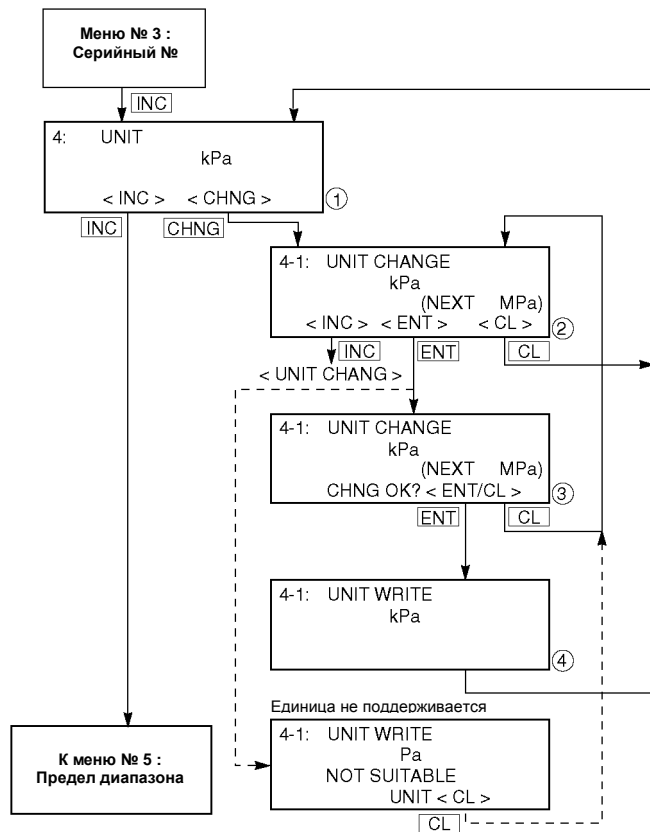 Меню № 3 :
Серийный №
INC
4: UNIT
kPa
< INC > < CHNG >
1
INC CHNG
4-1: UNIT CHANGE
kPa
(NEXT MPa)
< INC > < ENT > < CL >
2
INC ENT CL
< UNIT CHANG >
4-1: UNIT CHANGE
kPa
(NEXT MPa)
CHNG OK? < ENT/CL >
3
ENT CL
4-1: UNIT WRITE
kPa
4
Единица не поддерживается
4-1: UNIT WRITE
Pa
NOT SUITABLE
UNIT < CL >
CL
К меню № 5 :
Предел диапазона